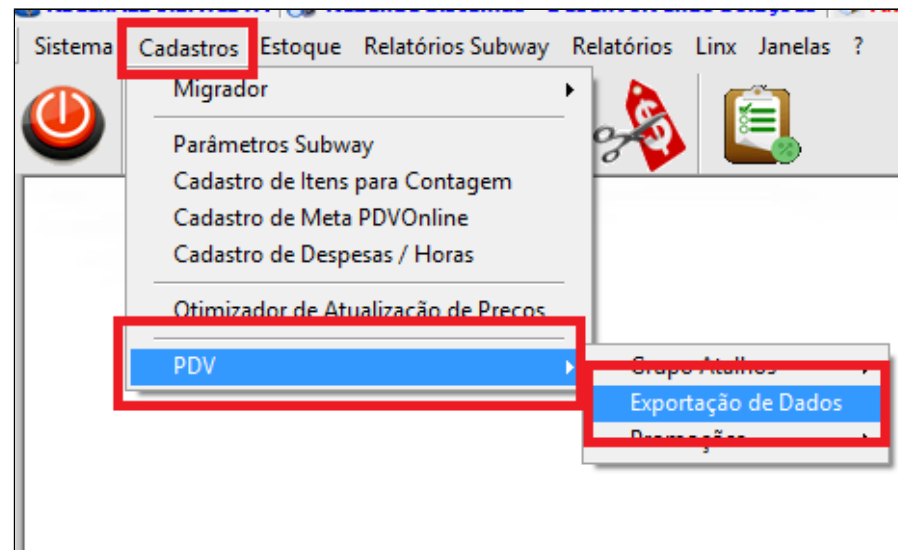 Sistema Cadastros Estoque Relatórios Subway Relatórios Linx Janelas ?
Migrador
Parâmetros Subway
Cadastro de Itens para Contagem
Cadastro de Meta PDVOnline
Cadastro de Despesas / Horas
Otimizador de Atualização de Preços
PDV
Grupo Atalhos
Exportação de Dados
Promoções